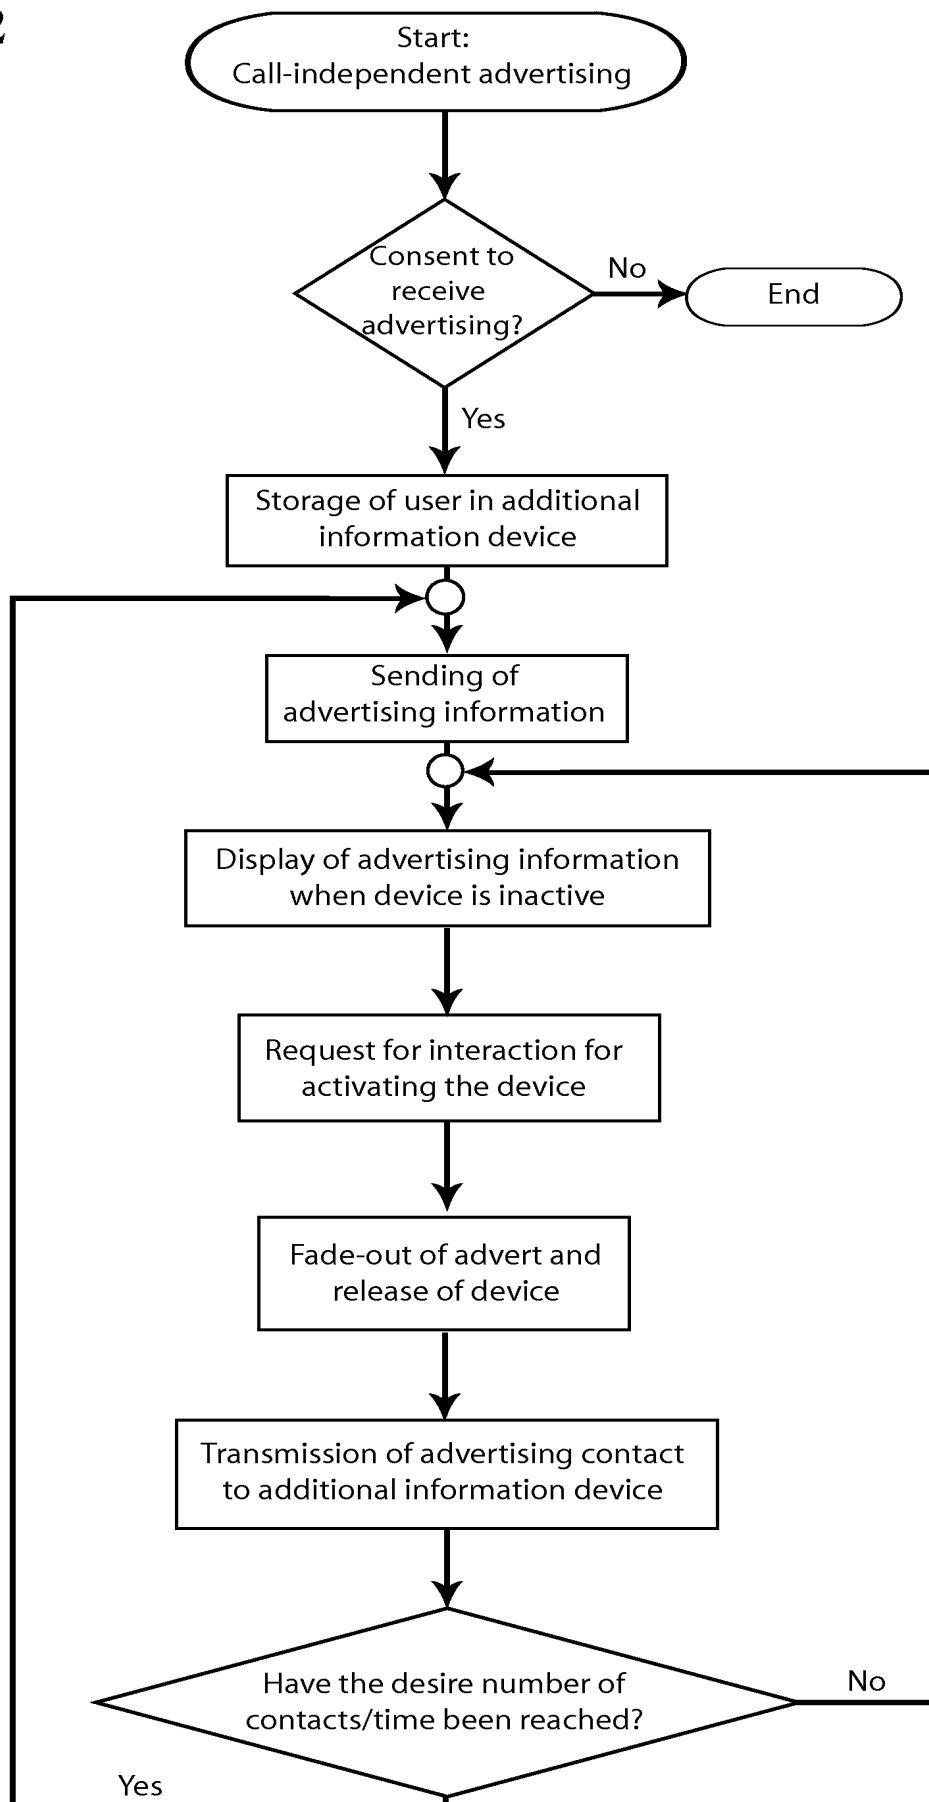 2
Start:
Call-independent advertising
Consent to
receive
advertising?
No
End
Yes
Storage of user in additional
information device
Sending of
advertising information
Display of advertising information
when device is inactive
Request for interaction for
activating the device
Fade-out of advert and
release of device
Transmission of advertising contact
to additional information device
Have the desire number of
contacts/time been reached?
No
Yes